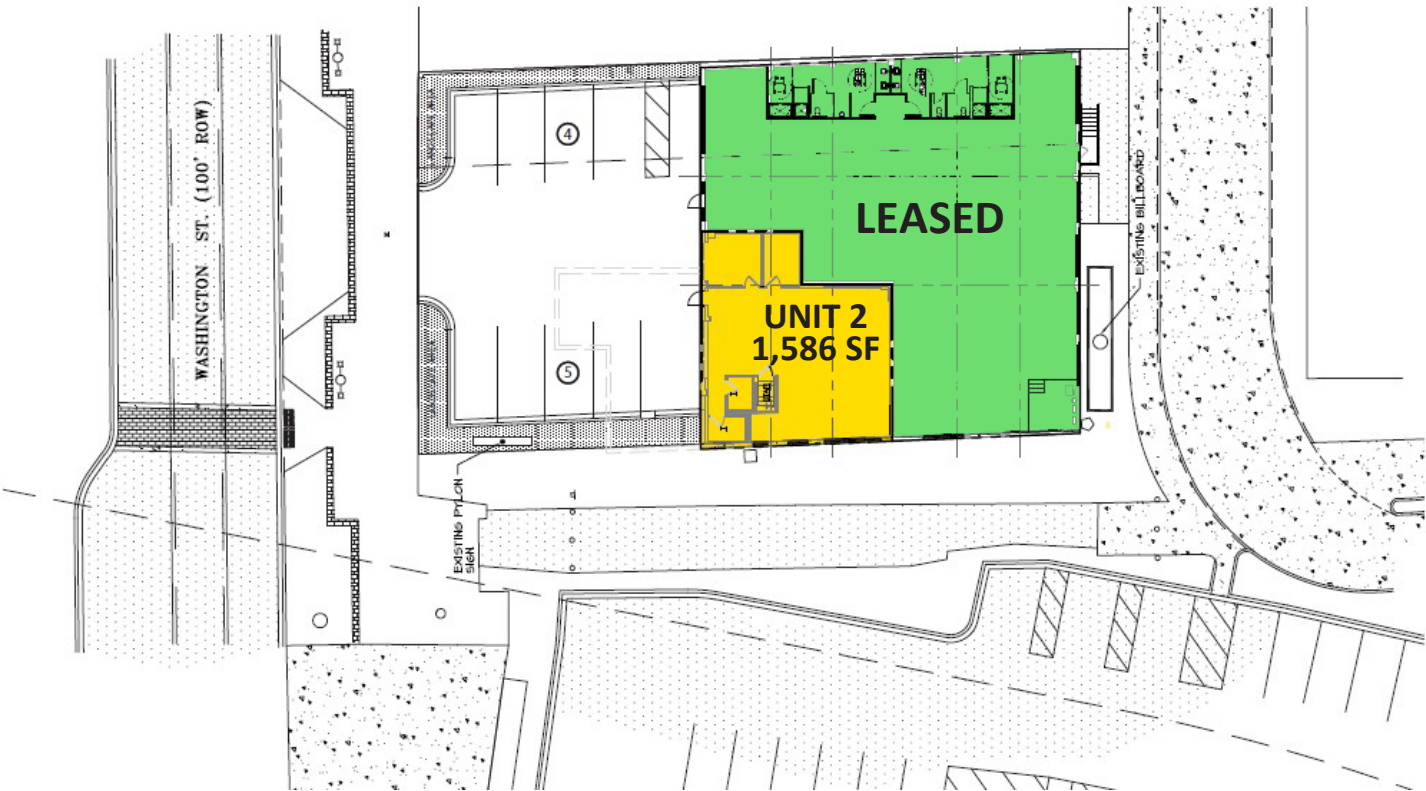 WASHINGTON ST. (100' ROW)
4
LEASED
EXISTING BILLBOARD
UNIT 2
1,586 SF
5
EXISTING PYLON
SIGN